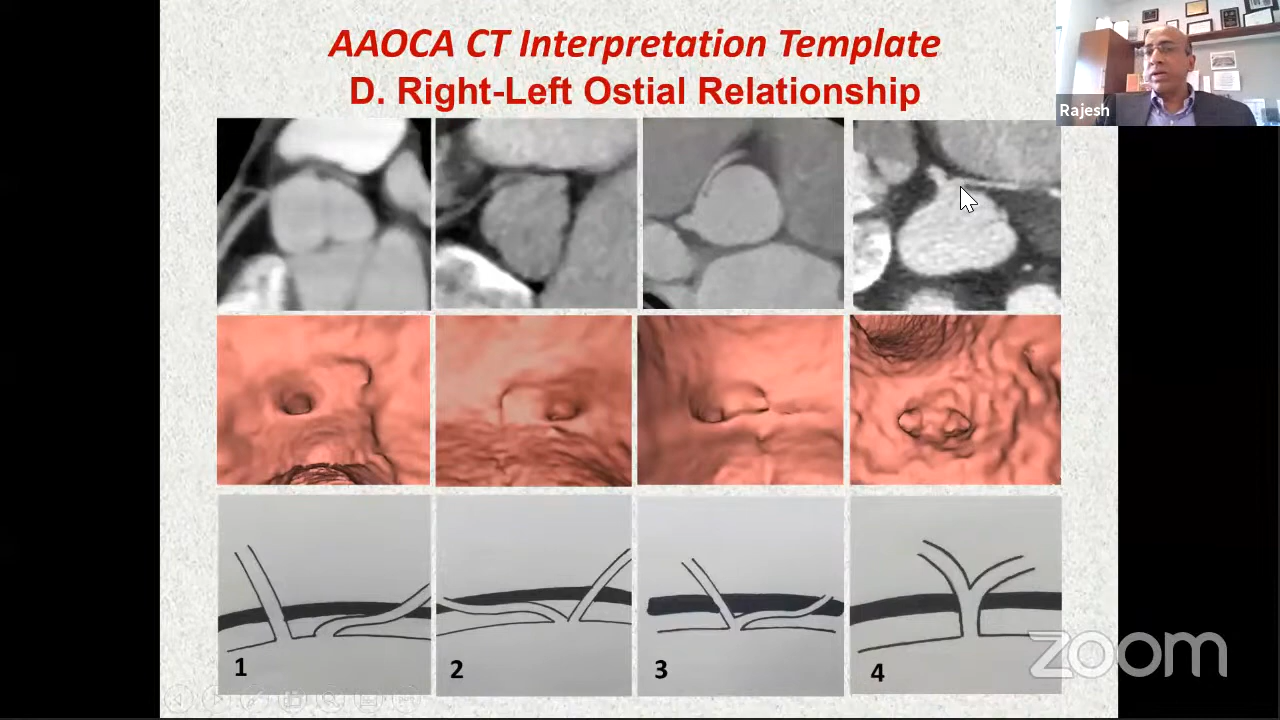 AAOCA CT Interpretation Template
D. Right-Left Ostial Relationship
Rajesh
1
2
3
4
zoom